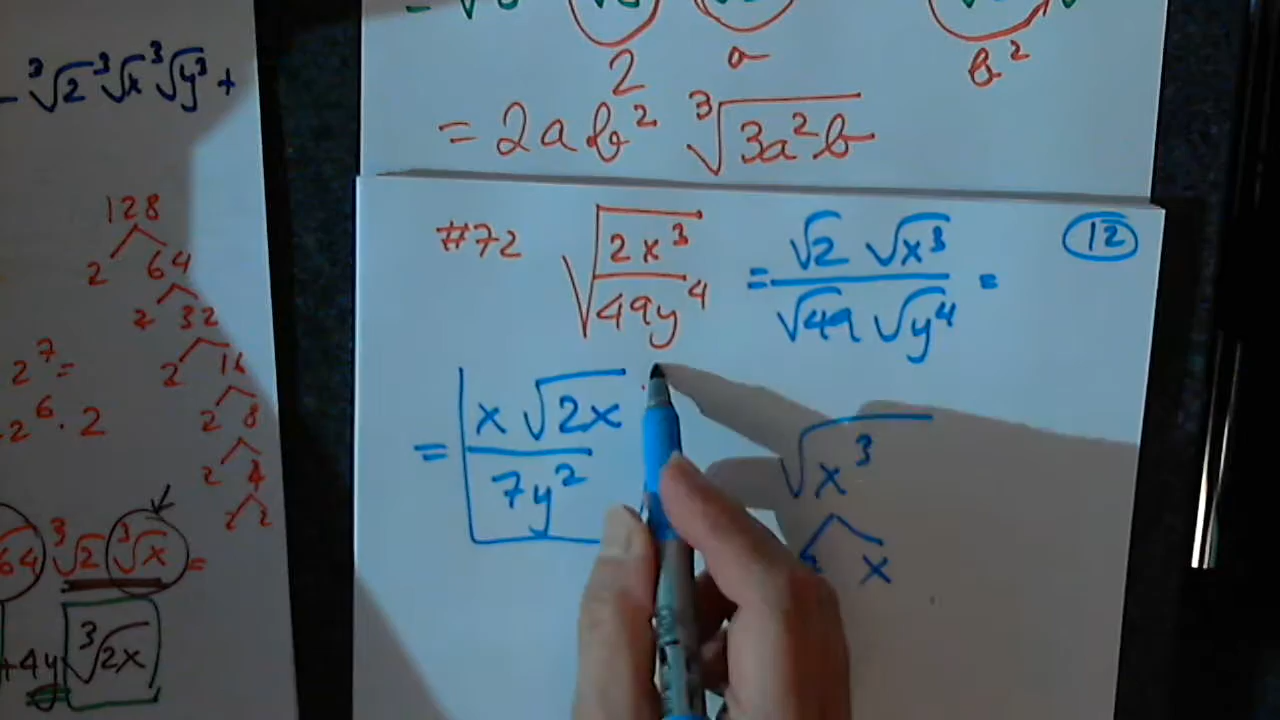 - ∛2 ∛x ∛y³ +
128
2 64
2 32
2 16
2 8
2 4
2 2
2⁷ =
2⁶ · 2
64 ∛2 ∛x =
+4y ∛2x
2 a b²
= 2ab² ∛3a²b
#72 √(2x³/49y⁴) = √2 √x³ / √49 √y⁴ =
12
= x√2x / 7y²
√x³
x